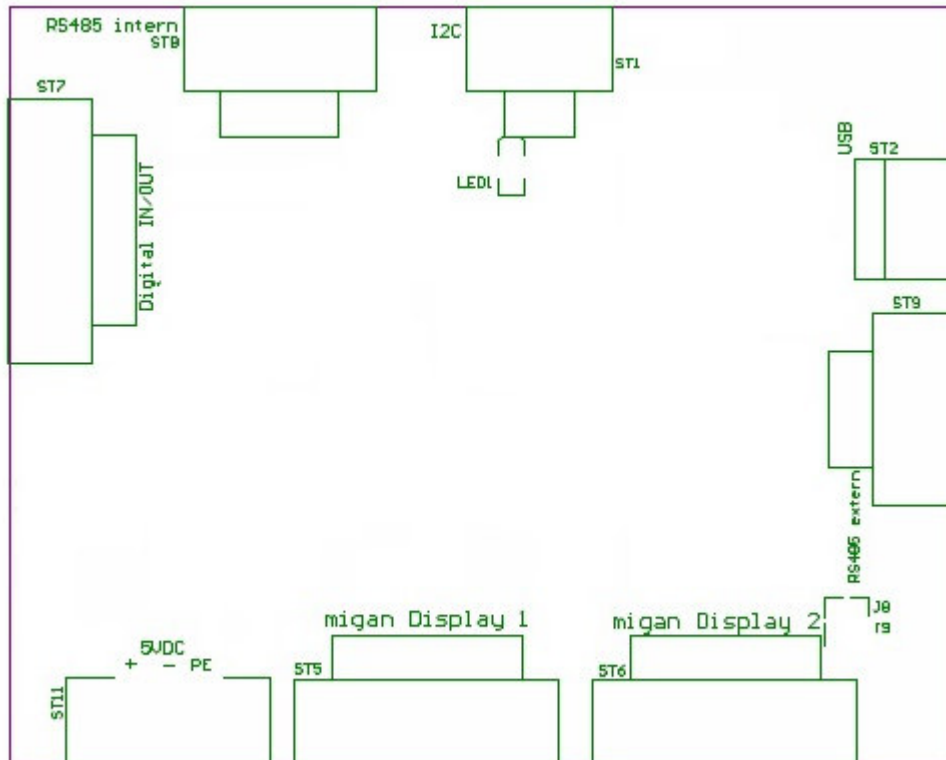 RS485 intern
ST8
I2C
ST1
ST7
USB
ST2
LED1
Digital IN/OUT
ST9
RS485 extern
J8
J9
migan Display 1
migan Display 2
5VDC
+ - PE
ST5
ST6
ST11